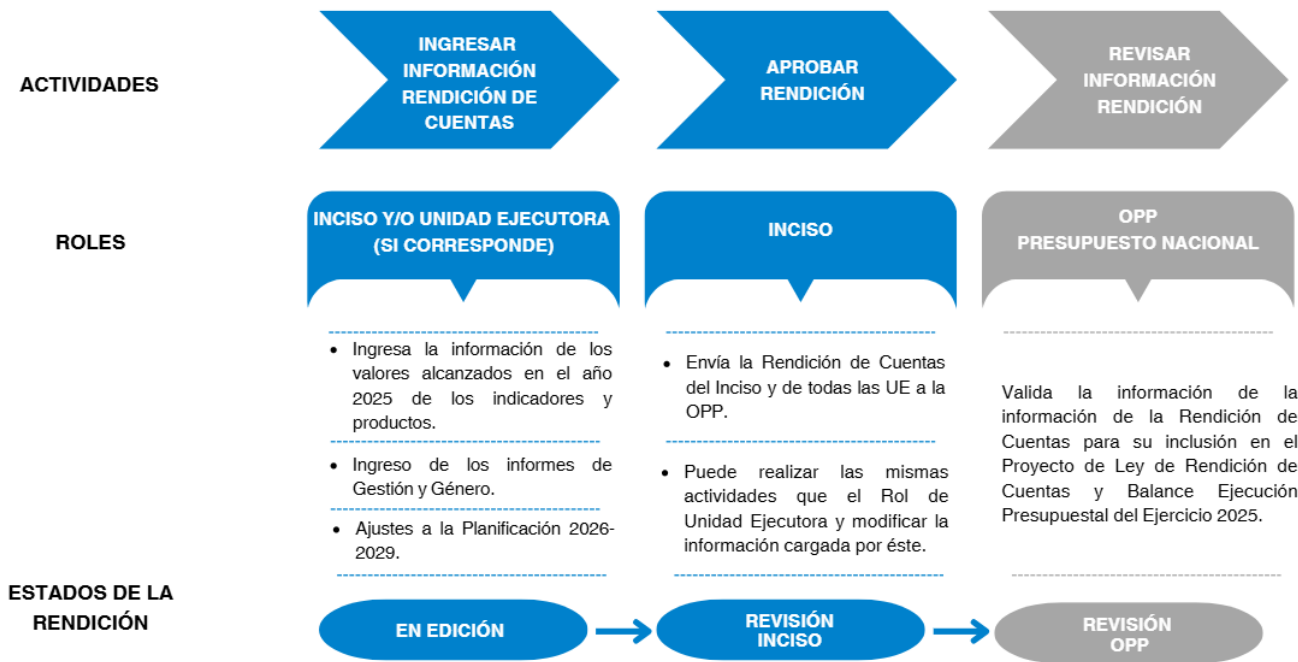 ACTIVIDADES
INGRESAR
INFORMACIÓN
RENDICIÓN DE
CUENTAS
APROBAR
RENDICIÓN
REVISAR
INFORMACIÓN
RENDICIÓN
ROLES
INCISO Y/O UNIDAD EJECUTORA
(SI CORRESPONDE)
INCISO
OPP
PRESUPUESTO NACIONAL
• Ingresa la información de los
valores alcanzados en el año
2025 de los indicadores y
productos.
• Ingreso de los informes de
Gestión y Género.
• Ajustes a la Planificación 2026-
2029.
• Envía la Rendición de Cuentas
del Inciso y de todas las UE a la
OPP.
• Puede realizar las mismas
actividades que el Rol de
Unidad Ejecutora y modificar la
información cargada por éste.
Valida la información de la
información de la Rendición de
Cuentas para su inclusión en el
Proyecto de Ley de Rendición de
Cuentas y Balance Ejecución
Presupuestal del Ejercicio 2025.
ESTADOS DE LA
RENDICIÓN
EN EDICIÓN
REVISIÓN
INCISO
REVISIÓN
OPP